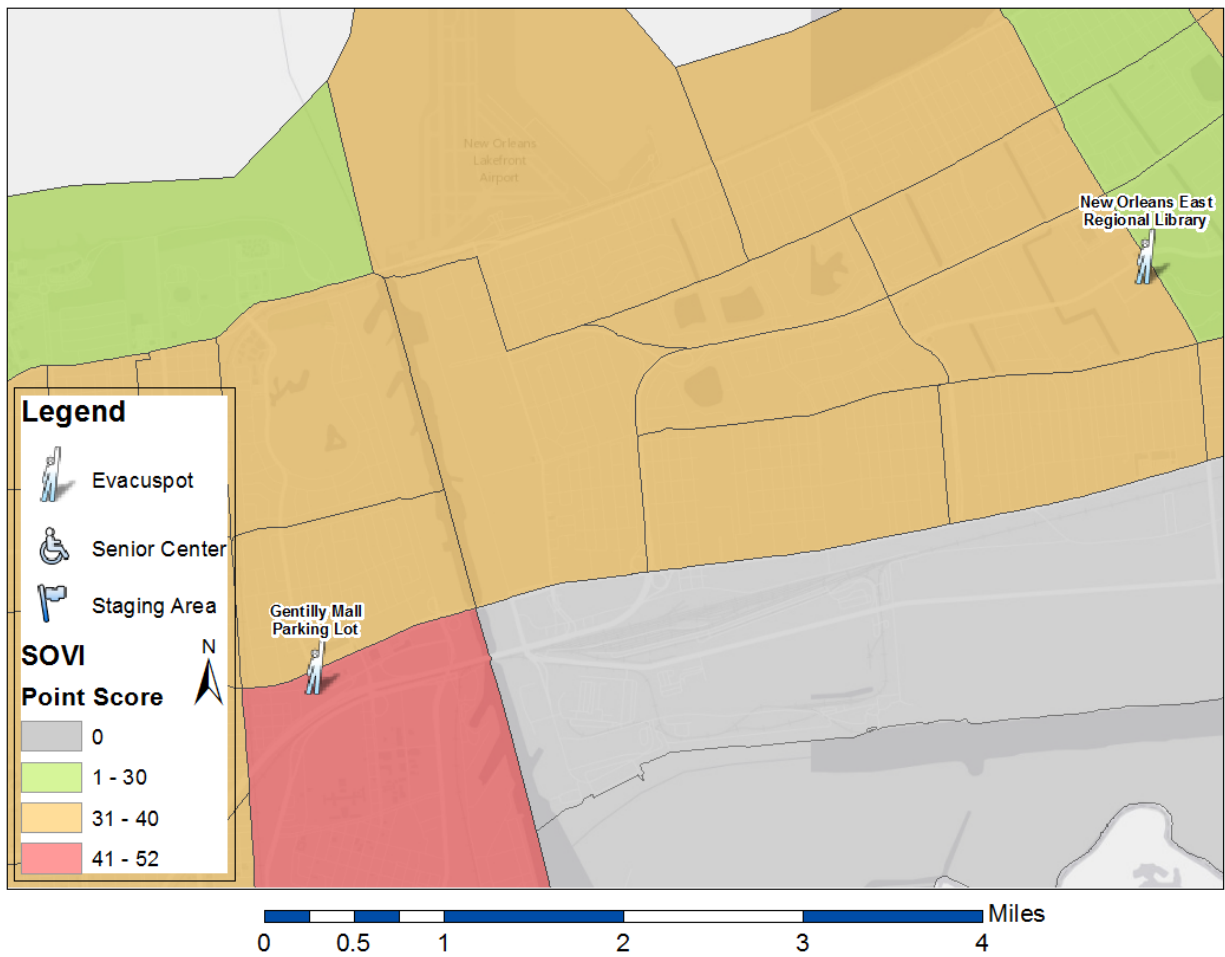 New Orleans
Lakefront
Airport
New Orleans East
Regional Library
Gentilly Mall
Parking Lot
Legend
Evacuspot
Senior Center
Staging Area
SOVI
N
Point Score
0
1 - 30
31 - 40
41 - 52
Miles
0 0.5 1 2 3 4